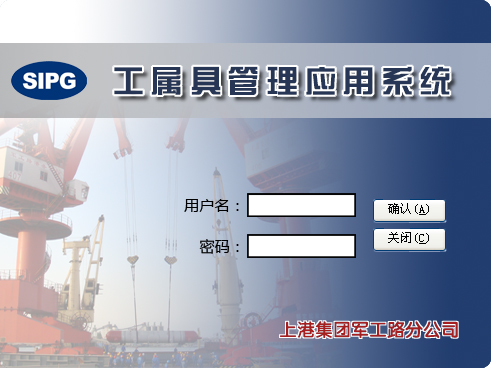 SIPG 工属具管理应用系统
用户名：
确认(A)
密码：
关闭(C)
上港集团军工路分公司